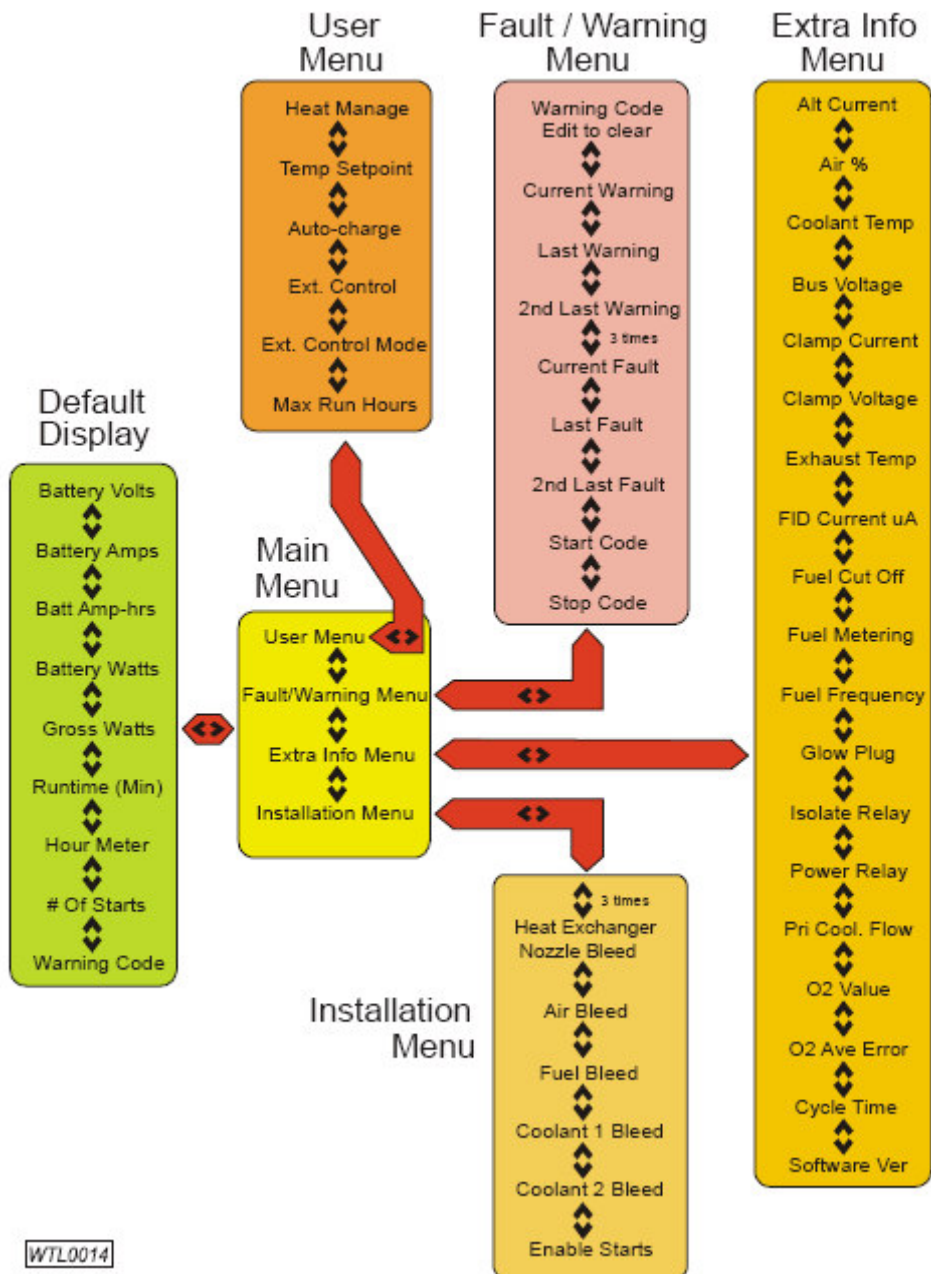 User
Menu
Heat Manage
Temp Setpoint
Auto-charge
Ext. Control
Ext. Control Mode
Max Run Hours
Fault / Warning
Menu
Warning Code
Edit to clear
Current Warning
Last Warning
2nd Last Warning
3 times
Current Fault
Last Fault
2nd Last Fault
Start Code
Stop Code
Extra Info
Menu
Alt Current
Air %
Coolant Temp
Bus Voltage
Clamp Current
Clamp Voltage
Exhaust Temp
FID Current uA
Fuel Cut Off
Fuel Metering
Fuel Frequency
Glow Plug
Isolate Relay
Power Relay
Pri Cool. Flow
O2 Value
O2 Ave Error
Cycle Time
Software Ver
Default
Display
Battery Volts
Battery Amps
Batt Amp-hrs
Battery Watts
Gross Watts
Runtime (Min)
Hour Meter
# Of Starts
Warning Code
Main
Menu
User Menu
Fault/Warning Menu
Extra Info Menu
Installation Menu
Installation
Menu
3 times
Heat Exchanger
Nozzle Bleed
Air Bleed
Fuel Bleed
Coolant 1 Bleed
Coolant 2 Bleed
Enable Starts
WTL0014